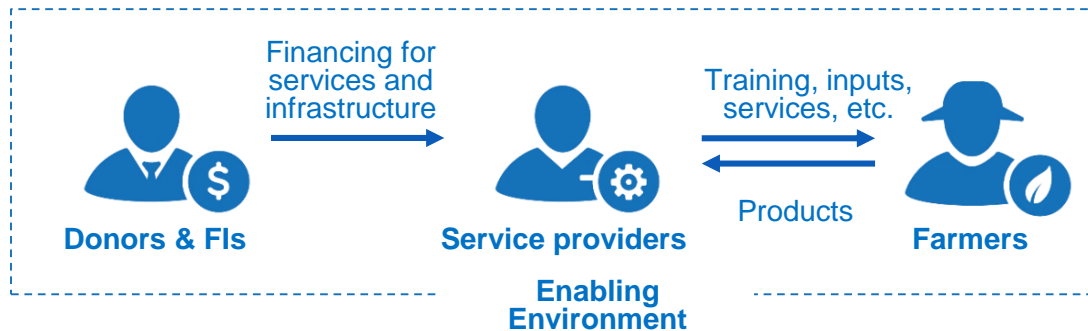 Financing for
services and
infrastructure
Training, inputs,
services, etc.
$
Products
Donors & FIs
Service providers
Farmers
Enabling
Environment